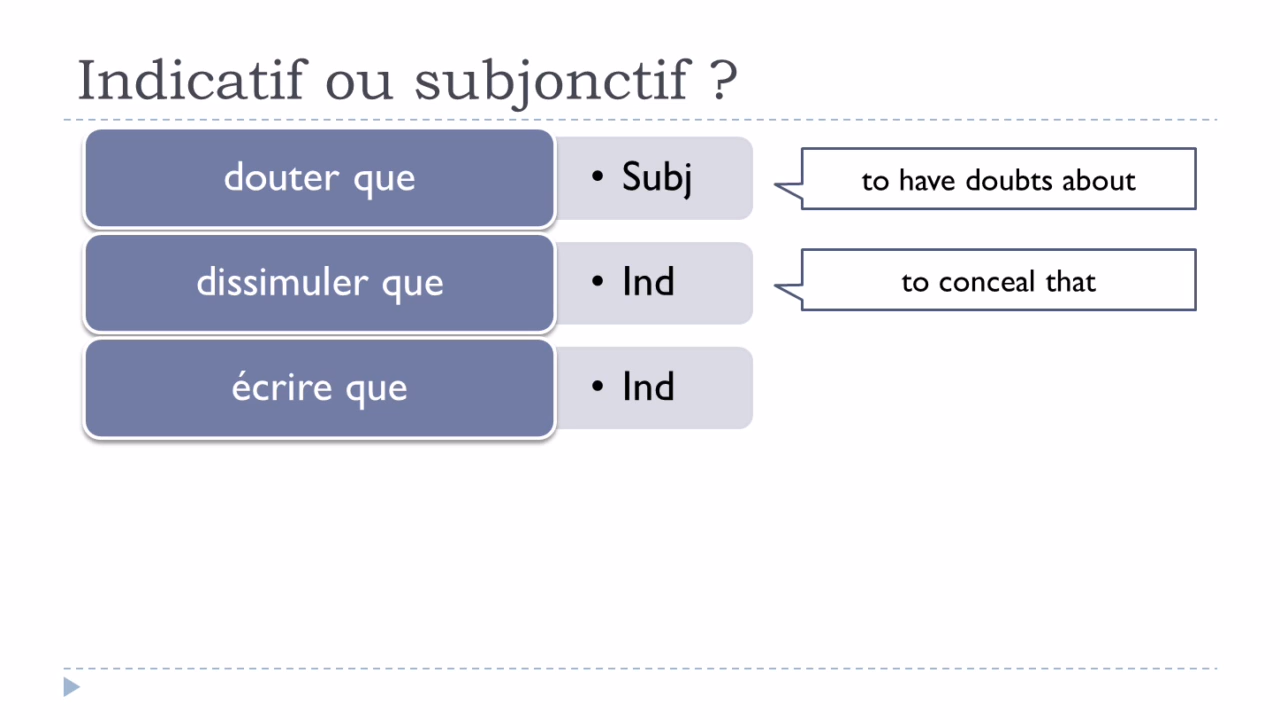 Indicatif ou subjonctif ?
douter que
• Subj
to have doubts about
dissimuler que
• Ind
to conceal that
écrire que
• Ind